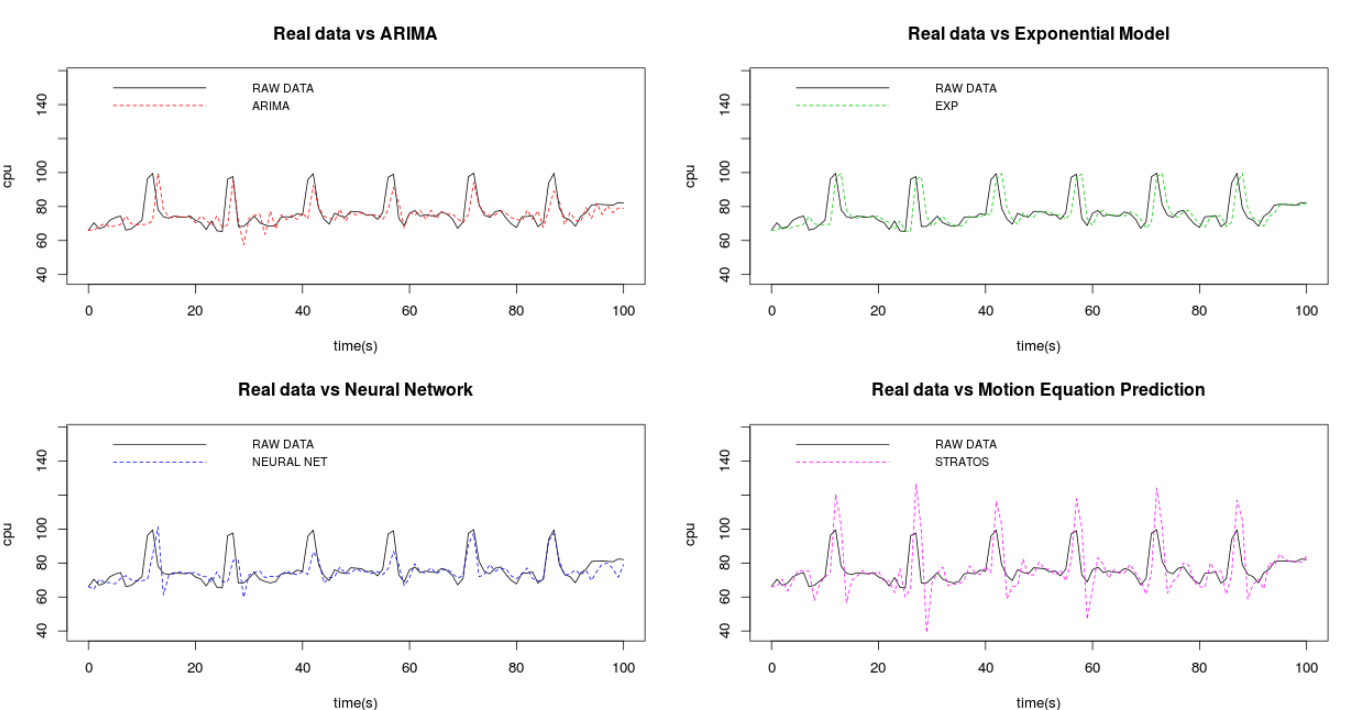 Real data vs ARIMA
RAW DATA
ARIMA
cpu
140
100
80
60
40
0 20 40 60 80 100
time(s)
Real data vs Exponential Model
RAW DATA
EXP
cpu
140
100
80
60
40
0 20 40 60 80 100
time(s)
Real data vs Neural Network
RAW DATA
NEURAL NET
cpu
140
100
80
60
40
0 20 40 60 80 100
time(s)
Real data vs Motion Equation Prediction
RAW DATA
STRATOS
cpu
140
100
80
60
40
0 20 40 60 80 100
time(s)